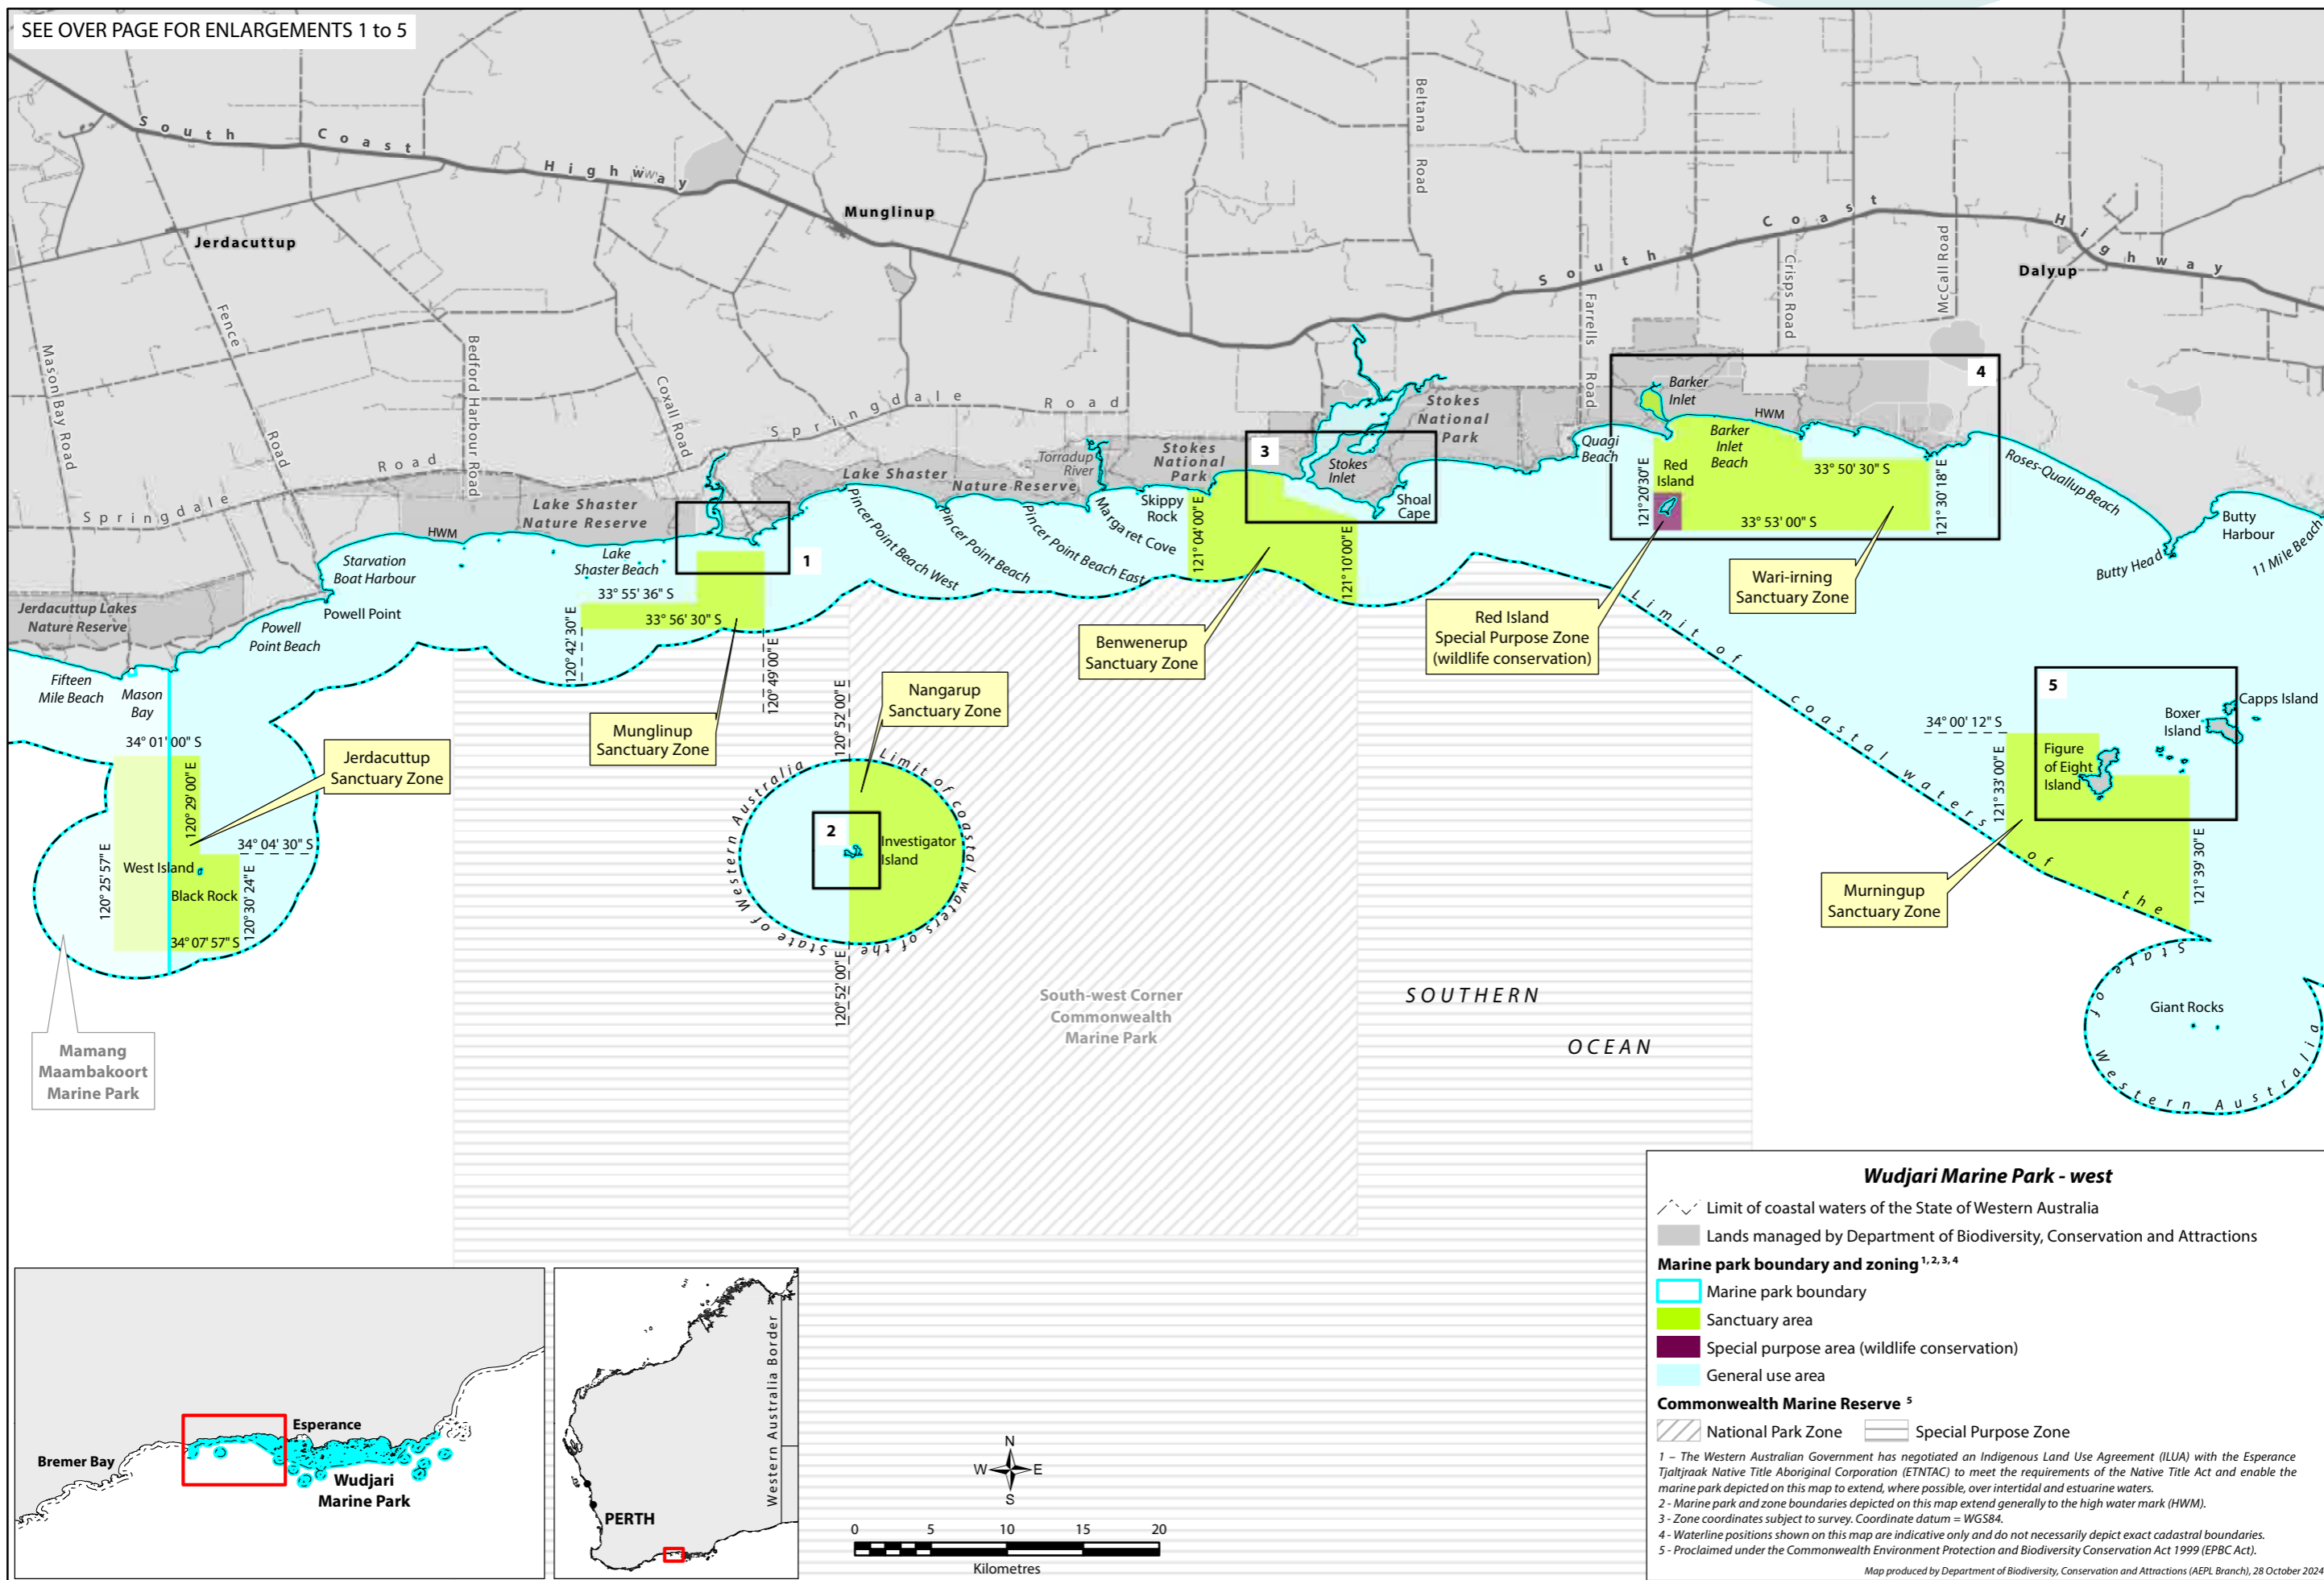 SEE OVER PAGE FOR ENLARGEMENTS 1 to 5
South Coast Highway
Jerdacuttup
Munglinup
Beltana Road
South Coast Highway
Dalyup
Mason Bay Road
Fence Road
Bedford Harbour Road
Coxall Road
Springdale Road
Springdale Road
Farrells Road
Crisps Road
McCall Road
Jerdacuttup Lakes
Nature Reserve
HWM
Starvation
Boat Harbour
Powell Point
Powell
Point Beach
Fifteen
Mile Beach
Mason
Bay
Lake Shaster
Nature Reserve
Lake
Shaster Beach
1
Lake Shaster
Nature Reserve
Torradup
River
Pincer Point Beach West
Pincer Point Beach
Pincer Point Beach East
Margaret Cove
Skippy
Rock
Stokes
National
Park
3
Stokes
Inlet
Shoal
Cape
Stokes
National
Park
Quagi
Beach
4
Barker
Inlet
HWM
Barker
Inlet
Beach
Red
Island
33° 50' 30" S
33° 53' 00" S
121° 20' 30" E
121° 30' 18" E
Roses-Quallup Beach
Butty
Harbour
Butty Head
11 Mile Beach
Wari-irning
Sanctuary Zone
Red Island
Special Purpose Zone
(wildlife conservation)
Benwenerup
Sanctuary Zone
121° 04' 00" E
121° 10' 00" E
33° 55' 36" S
33° 56' 30" S
120° 42' 30" E
120° 49' 00" E
Munglinup
Sanctuary Zone
Nangarup
Sanctuary Zone
120° 52' 00" E
Limit of coastal waters of the State of Western Australia
2
Investigator
Island
120° 52' 00" E
34° 01' 00" S
Jerdacuttup
Sanctuary Zone
120° 29' 00" E
34° 04' 30" S
West Island
Black Rock
120° 25' 57" E
120° 30' 24" E
34° 07' 57" S
Mamang
Maambakoort
Marine Park
South-west Corner
Commonwealth
Marine Park
SOUTHERN
OCEAN
Limit of coastal waters of the State of Western Australia
5
Capps Island
Boxer
Island
Figure
of Eight
Island
34° 00' 12" S
121° 33' 00" E
121° 39' 30" E
Murningup
Sanctuary Zone
Giant Rocks
Bremer Bay
Esperance
Wudjari
Marine Park
PERTH
Western Australia Border
N
W E
S
0 5 10 15 20
Kilometres
Wudjari Marine Park - west
Limit of coastal waters of the State of Western Australia
Lands managed by Department of Biodiversity, Conservation and Attractions
Marine park boundary and zoning 1, 2, 3, 4
Marine park boundary
Sanctuary area
Special purpose area (wildlife conservation)
General use area
Commonwealth Marine Reserve 5
National Park Zone Special Purpose Zone
1 – The Western Australian Government has negotiated an Indigenous Land Use Agreement (ILUA) with the Esperance
Tjaltjraak Native Title Aboriginal Corporation (ETNTAC) to meet the requirements of the Native Title Act and enable the
marine park depicted on this map to extend, where possible, over intertidal and estuarine waters.
2 - Marine park and zone boundaries depicted on this map extend generally to the high water mark (HWM).
3 - Zone coordinates subject to survey. Coordinate datum = WGS84.
4 - Waterline positions shown on this map are indicative only and do not necessarily depict exact cadastral boundaries.
5 - Proclaimed under the Commonwealth Environment Protection and Biodiversity Conservation Act 1999 (EPBC Act).
Map produced by Department of Biodiversity, Conservation and Attractions (AEPL Branch), 28 October 2024